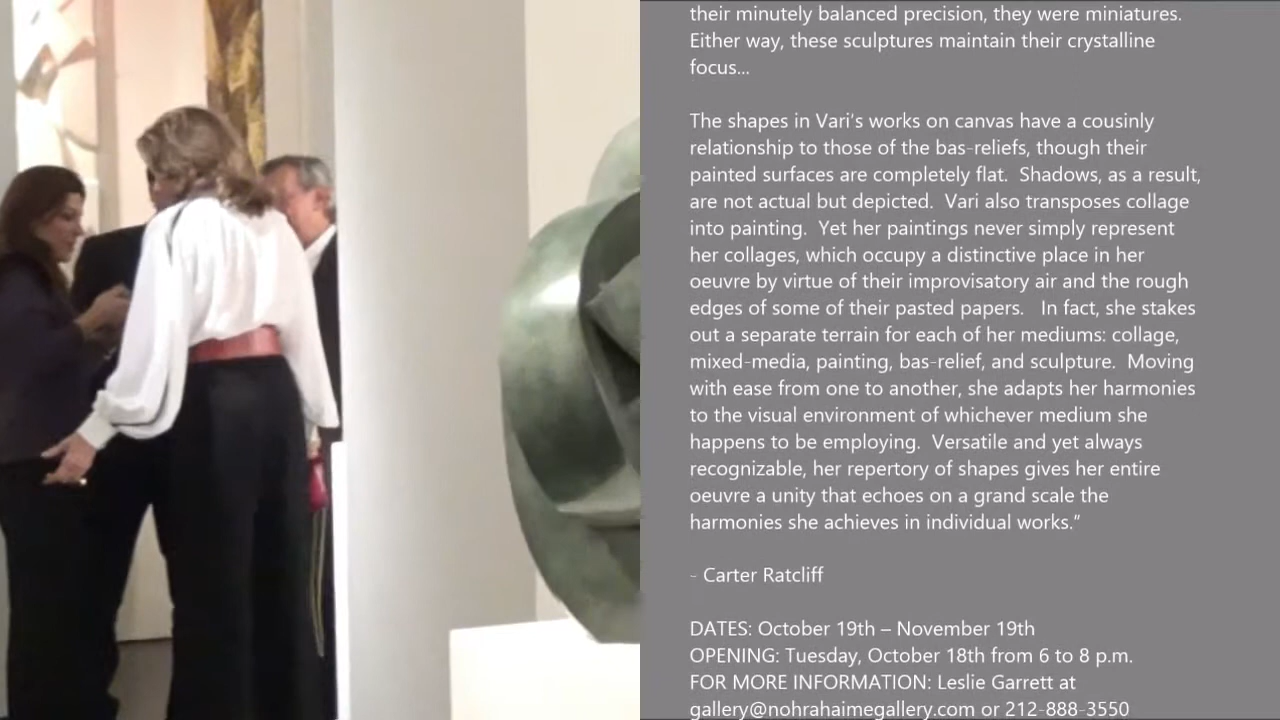 their minutely balanced precision, they were miniatures.
Either way, these sculptures maintain their crystalline
focus...
The shapes in Vari's works on canvas have a cousinly
relationship to those of the bas-reliefs, though their
painted surfaces are completely flat.  Shadows, as a result,
are not actual but depicted.  Vari also transposes collage
into painting.  Yet her paintings never simply represent
her collages, which occupy a distinctive place in her
oeuvre by virtue of their improvisatory air and the rough
edges of some of their pasted papers.   In fact, she stakes
out a separate terrain for each of her mediums: collage,
mixed-media, painting, bas-relief, and sculpture.  Moving
with ease from one to another, she adapts her harmonies
to the visual environment of whichever medium she
happens to be employing.  Versatile and yet always
recognizable, her repertory of shapes gives her entire
oeuvre a unity that echoes on a grand scale the
harmonies she achieves in individual works.”
- Carter Ratcliff
DATES: October 19th – November 19th
OPENING: Tuesday, October 18th from 6 to 8 p.m.
FOR MORE INFORMATION: Leslie Garrett at
gallery@nohrahaimegallery.com or 212-888-3550